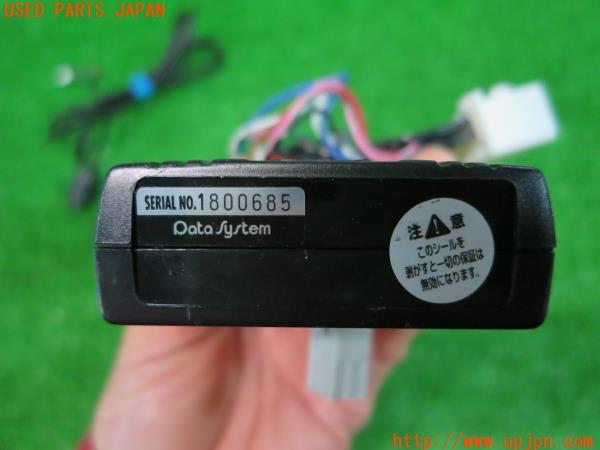 USED PARTS JAPAN
SERIAL NO.1800685
Data System
注 意
このシールを
剥がすと一切の保証は
無効になります。
http://www.upjpn.com